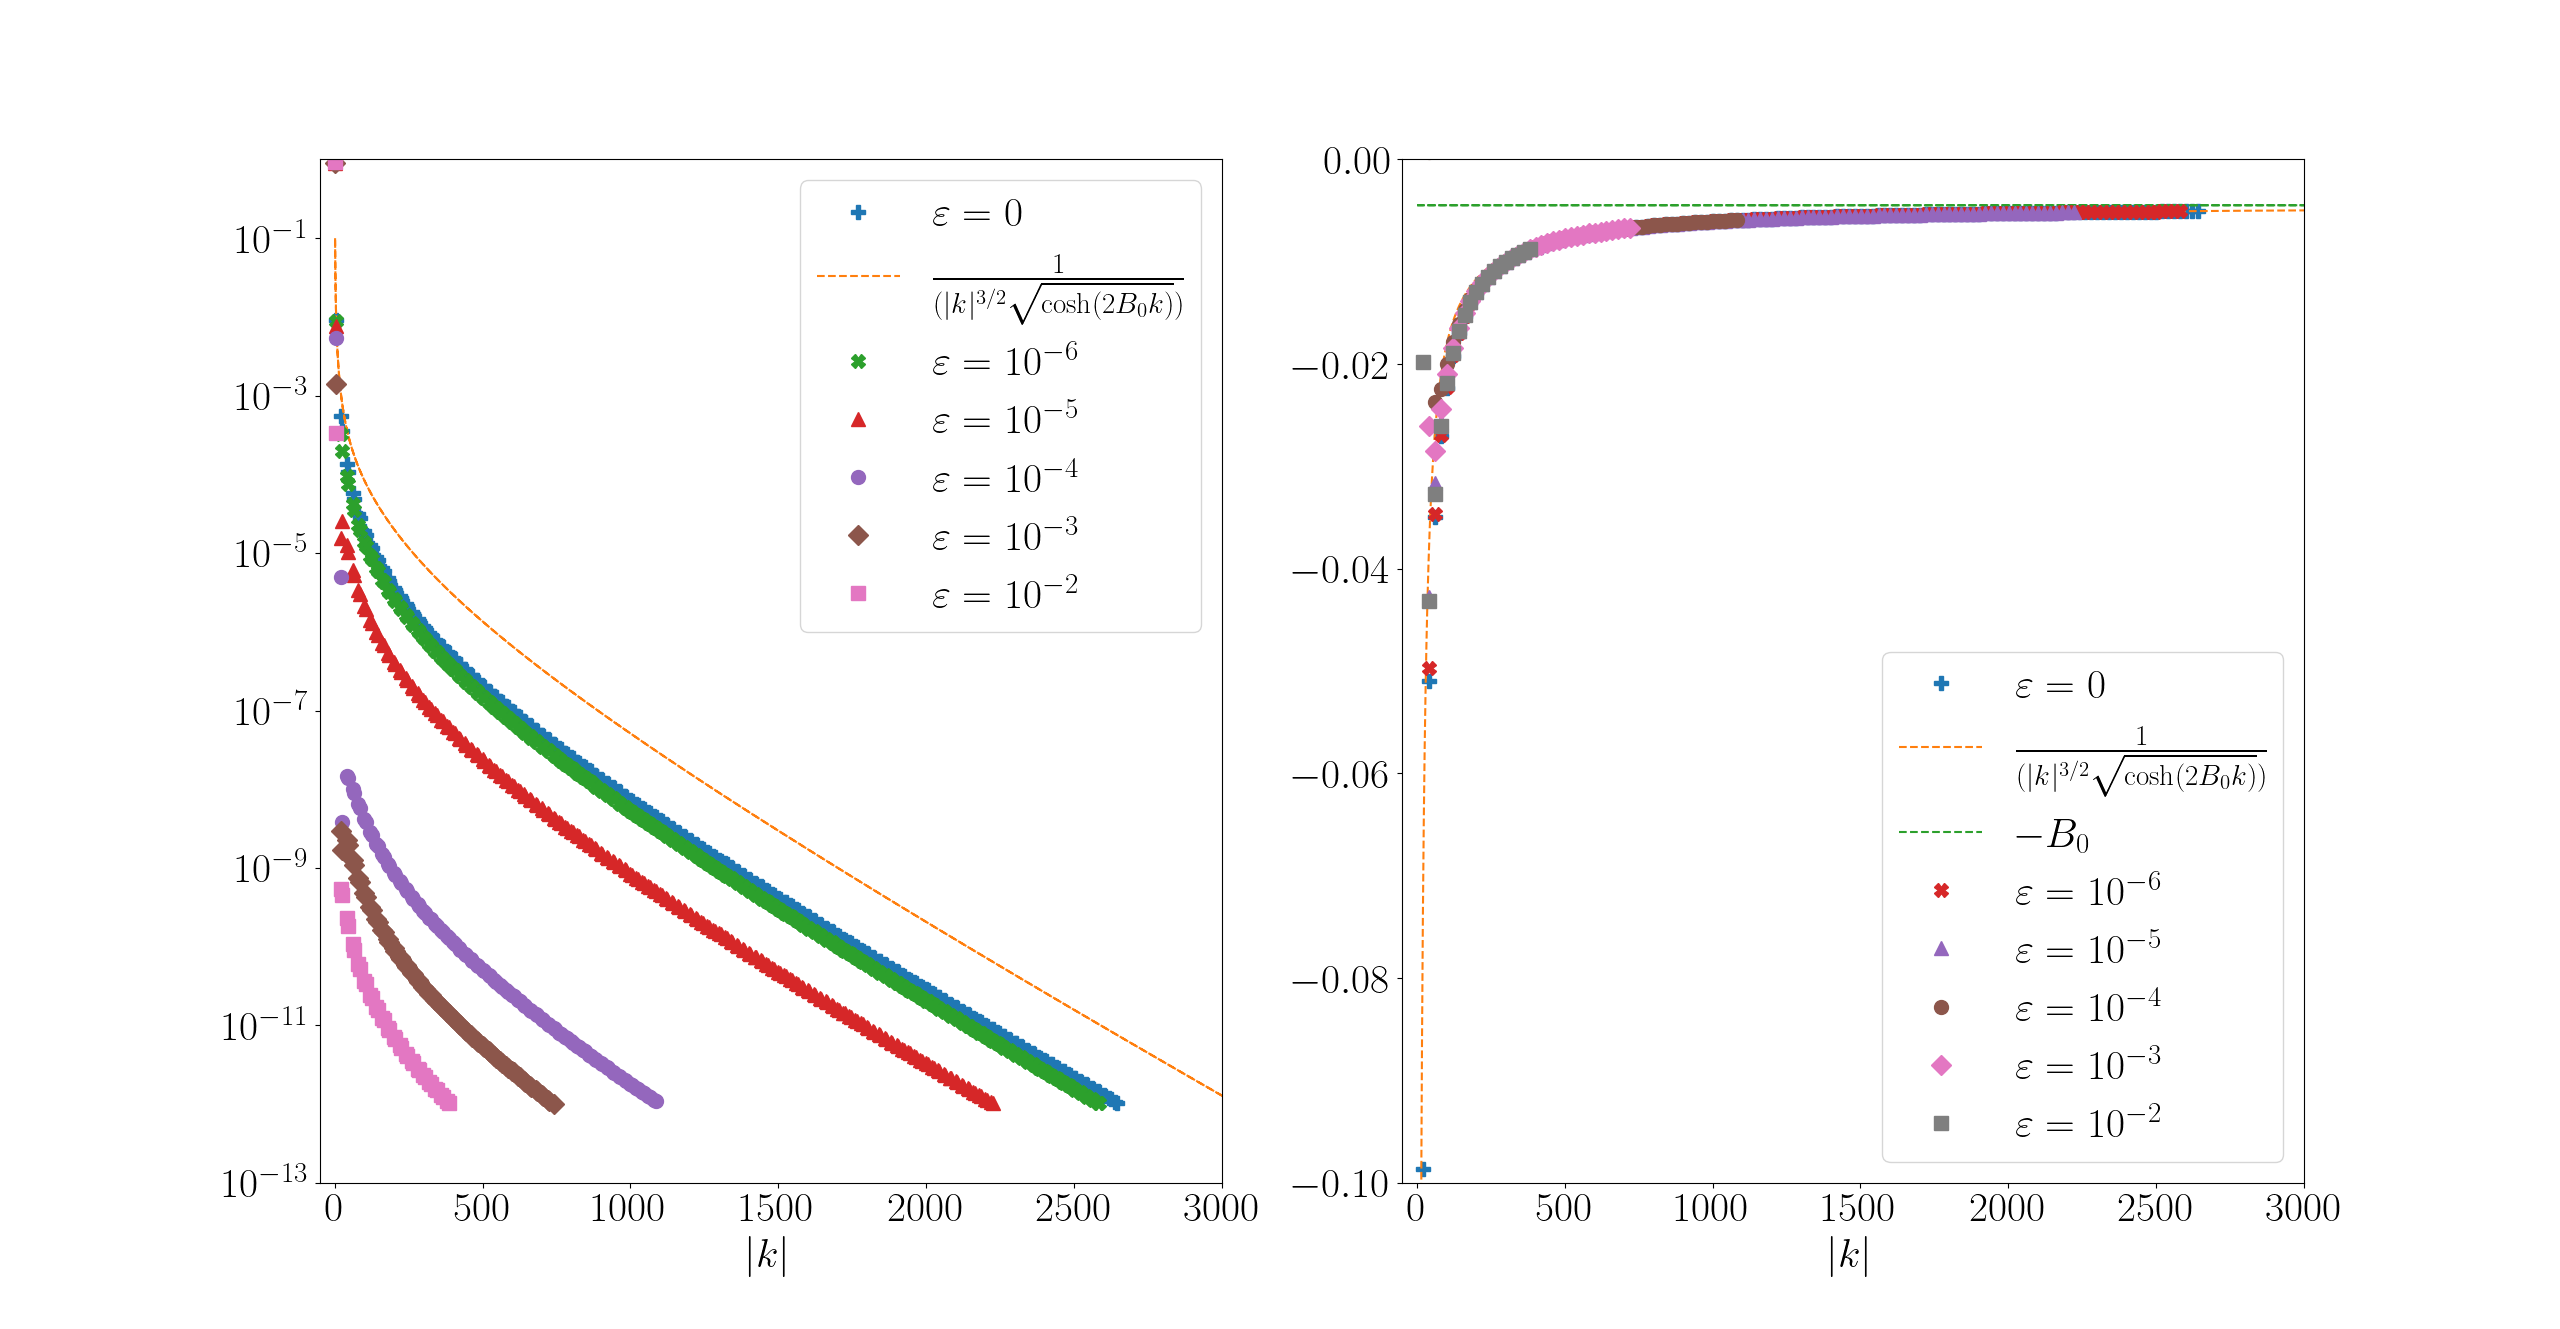 10⁻¹
10⁻³
10⁻⁵
10⁻⁷
10⁻⁹
10⁻¹¹
10⁻¹³
0 500 1000 1500 2000 2500 3000
|k|
ε = 0
1/(|k|^{3/2}√cosh(2B₀k))
ε = 10⁻⁶
ε = 10⁻⁵
ε = 10⁻⁴
ε = 10⁻³
ε = 10⁻²
0.00
−0.02
−0.04
−0.06
−0.08
−0.10
0 500 1000 1500 2000 2500 3000
|k|
ε = 0
1/(|k|^{3/2}√cosh(2B₀k))
−B₀
ε = 10⁻⁶
ε = 10⁻⁵
ε = 10⁻⁴
ε = 10⁻³
ε = 10⁻²